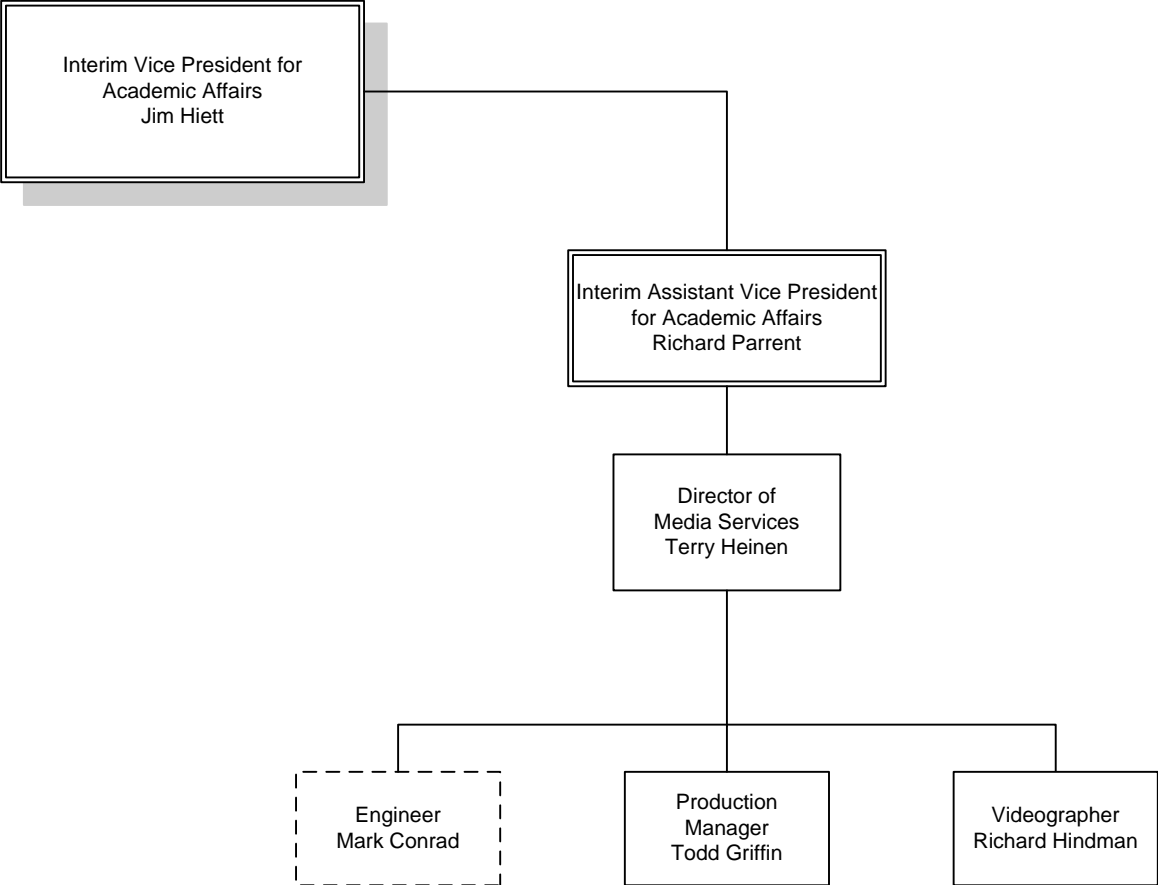 Interim Vice President for
Academic Affairs
Jim Hiett
Interim Assistant Vice President
for Academic Affairs
Richard Parrent
Director of
Media Services
Terry Heinen
Engineer
Mark Conrad
Production
Manager
Todd Griffin
Videographer
Richard Hindman